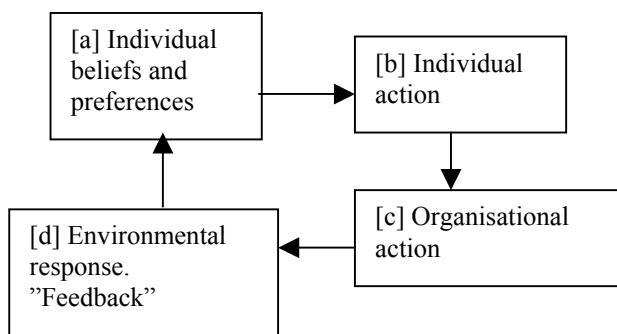 [a] Individual
beliefs and
preferences
[b] Individual
action
[c] Organisational
action
[d] Environmental
response.
”Feedback”